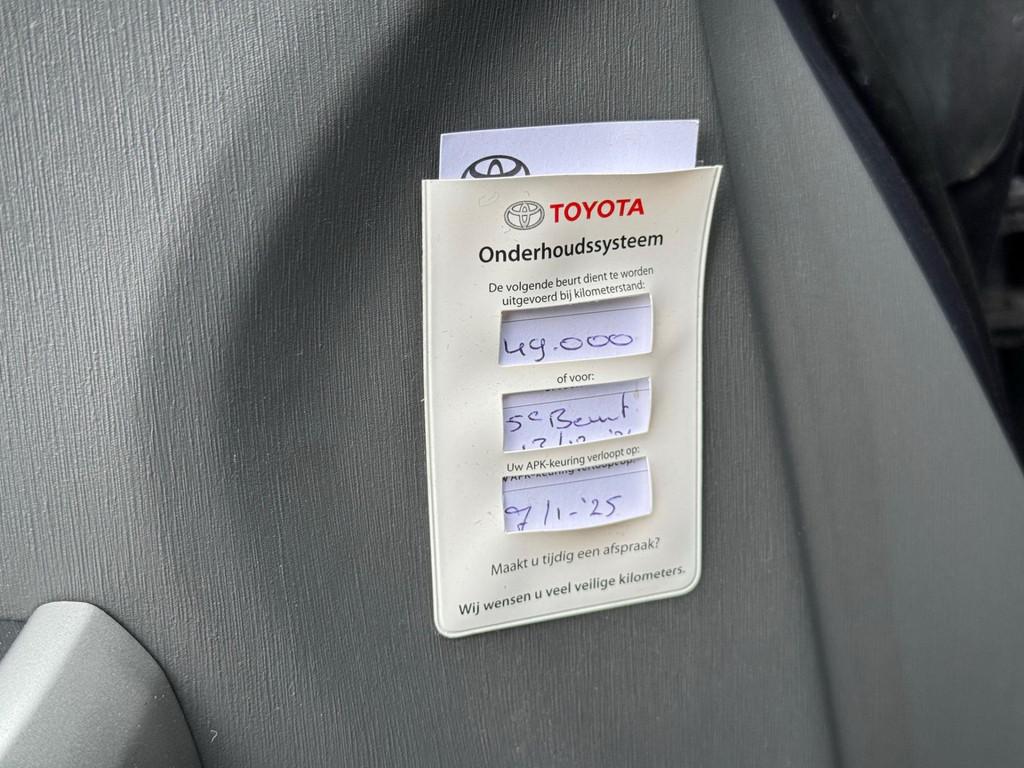 TOYOTA
Onderhoudssysteem
De volgende beurt dient te worden
uitgevoerd bij kilometerstand:
49.000
of voor:
5e Beurt
Uw APK-keuring verloopt op:
7/1-'25
Maakt u tijdig een afspraak?
Wij wensen u veel veilige kilometers.